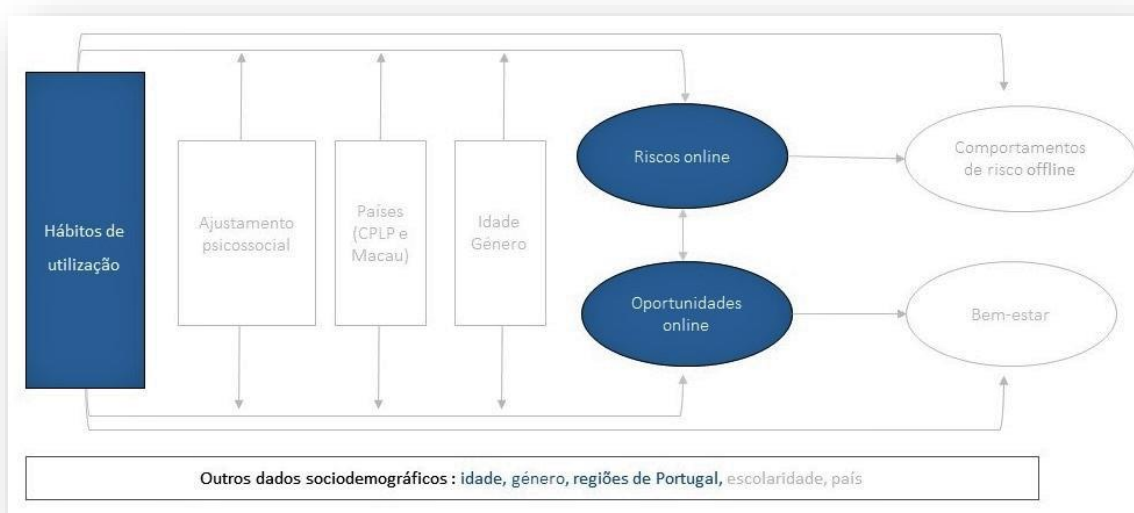 Hábitos de
utilização
Ajustamento
psicossocial
Países
(CPLP e
Macau)
Idade
Género
Riscos online
Oportunidades
online
Comportamentos
de risco offline
Bem-estar
Outros dados sociodemográficos : idade, género, regiões de Portugal, escolaridade, país